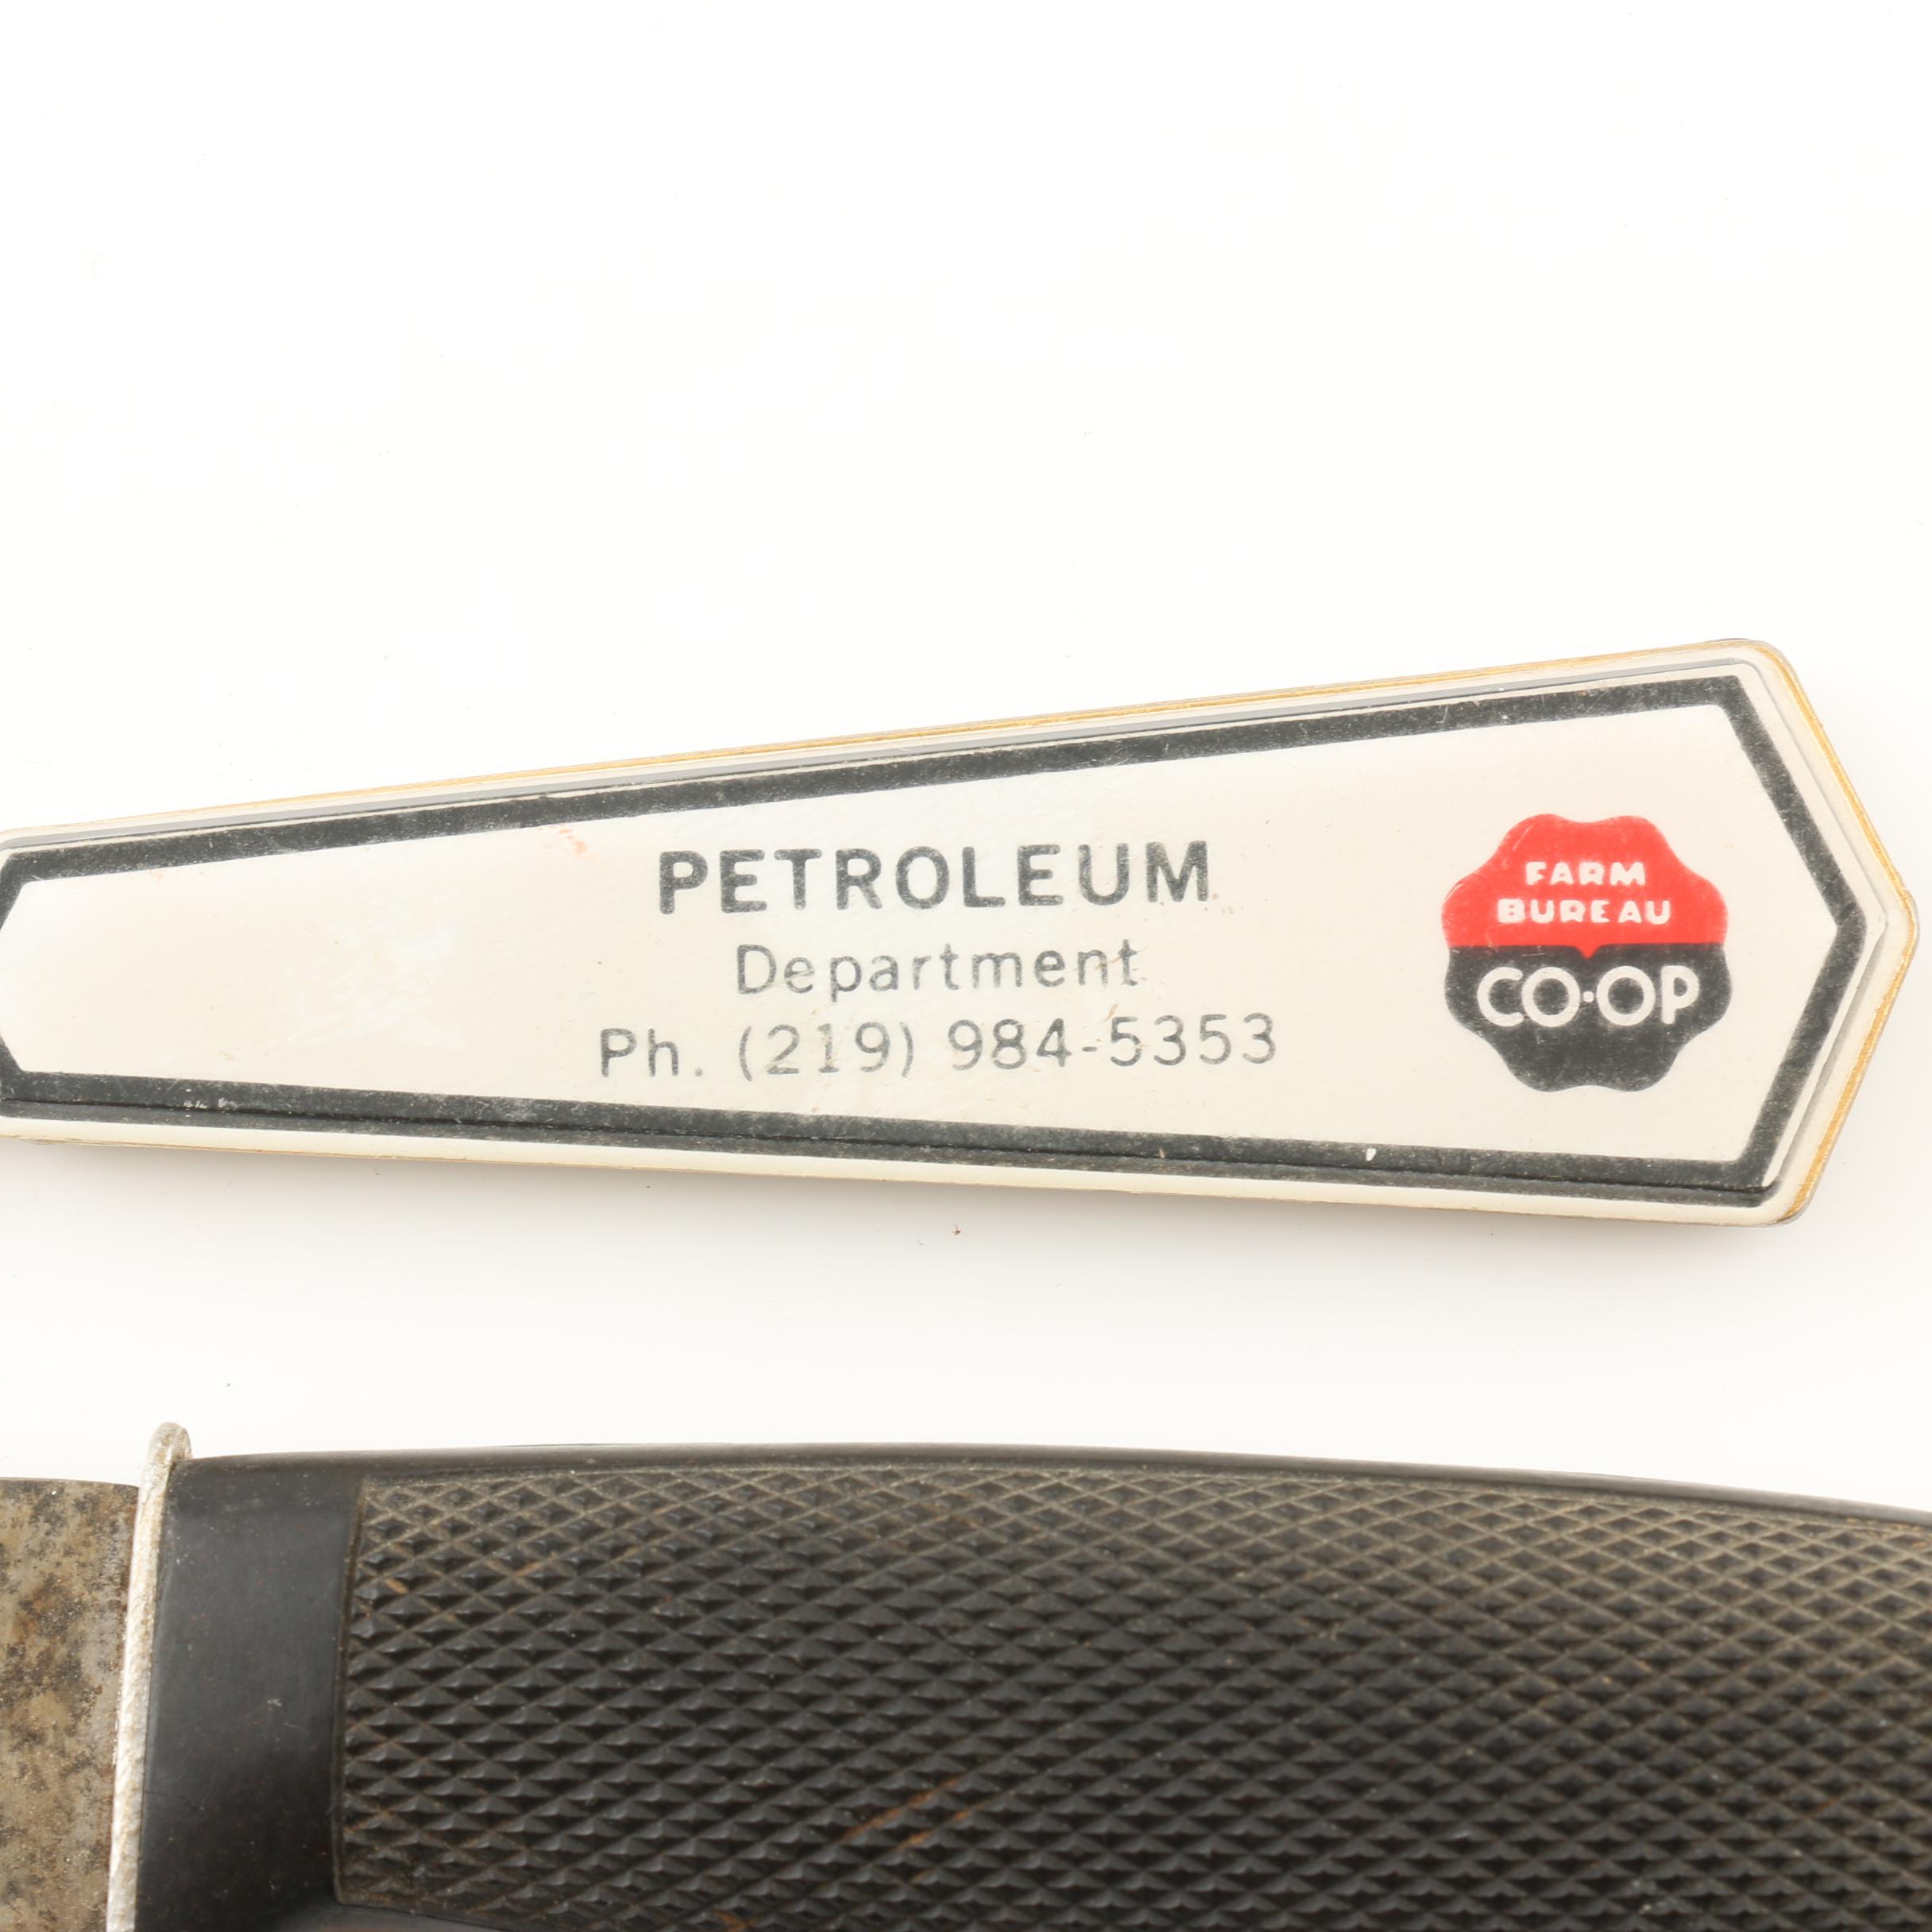 PETROLEUM
Department
Ph. (219) 984-5353
FARM
BUREAU
CO·OP